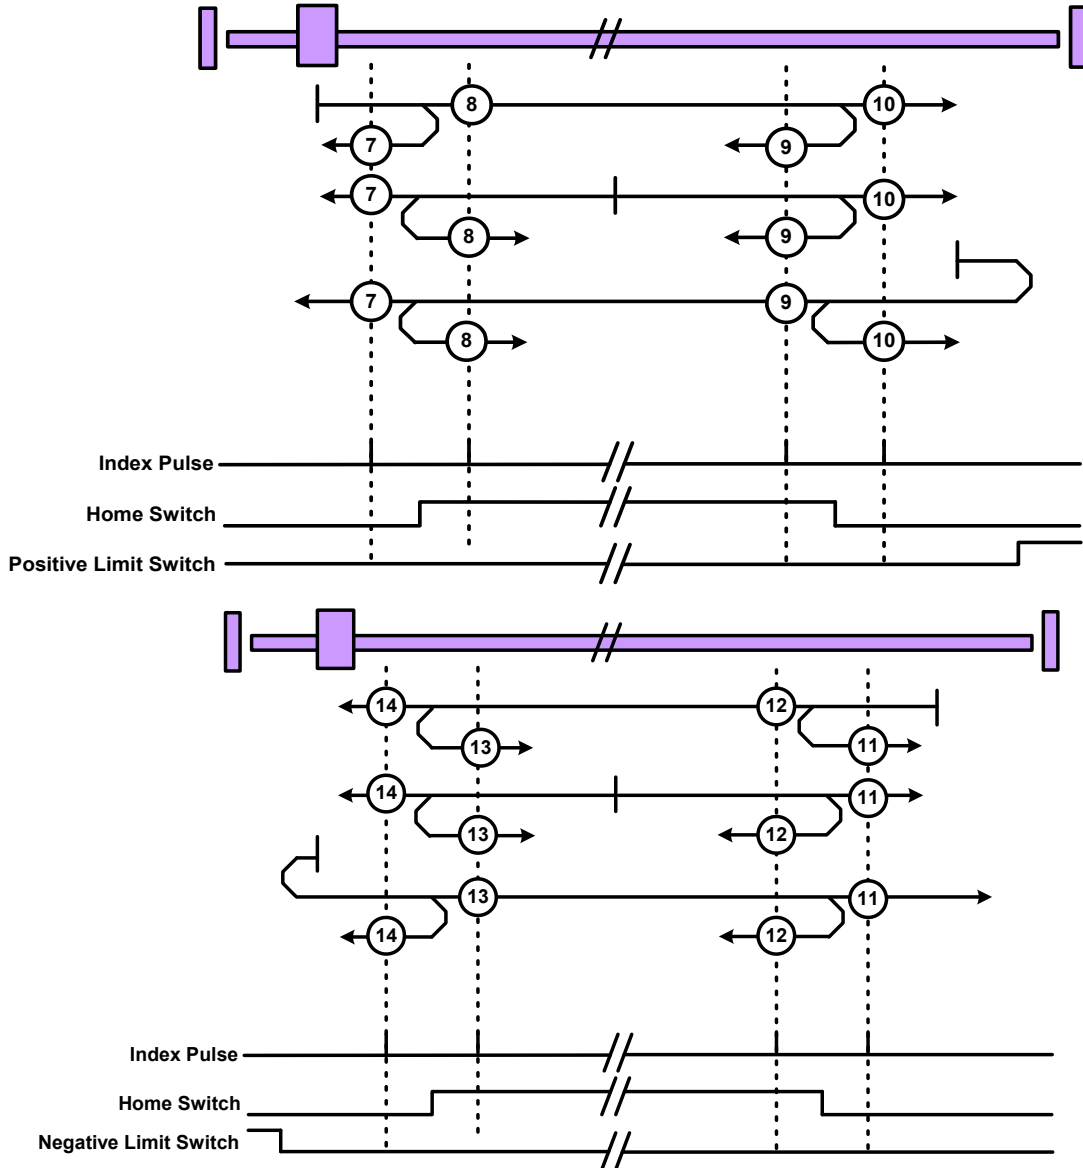 8 10
7 9
7 10
8 9
7 9
8 10
Index Pulse
Home Switch
Positive Limit Switch
14 12
13 11
14 11
13 12
13 11
14 12
Index Pulse
Home Switch
Negative Limit Switch